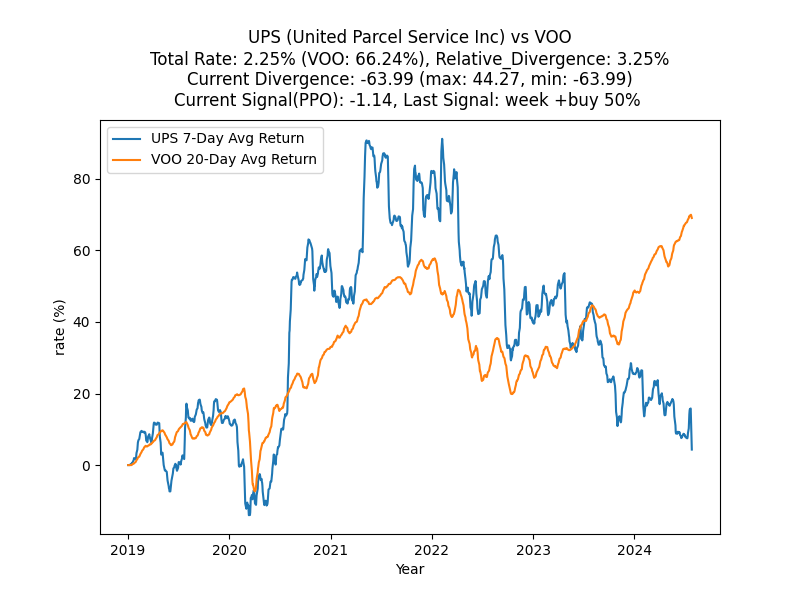 UPS (United Parcel Service Inc) vs VOO
Total Rate: 2.25% (VOO: 66.24%), Relative_Divergence: 3.25%
Current Divergence: -63.99 (max: 44.27, min: -63.99)
Current Signal(PPO): -1.14, Last Signal: week +buy 50%
UPS 7-Day Avg Return
VOO 20-Day Avg Return
80
60
40
20
0
rate (%)
2019 2020 2021 2022 2023 2024
Year